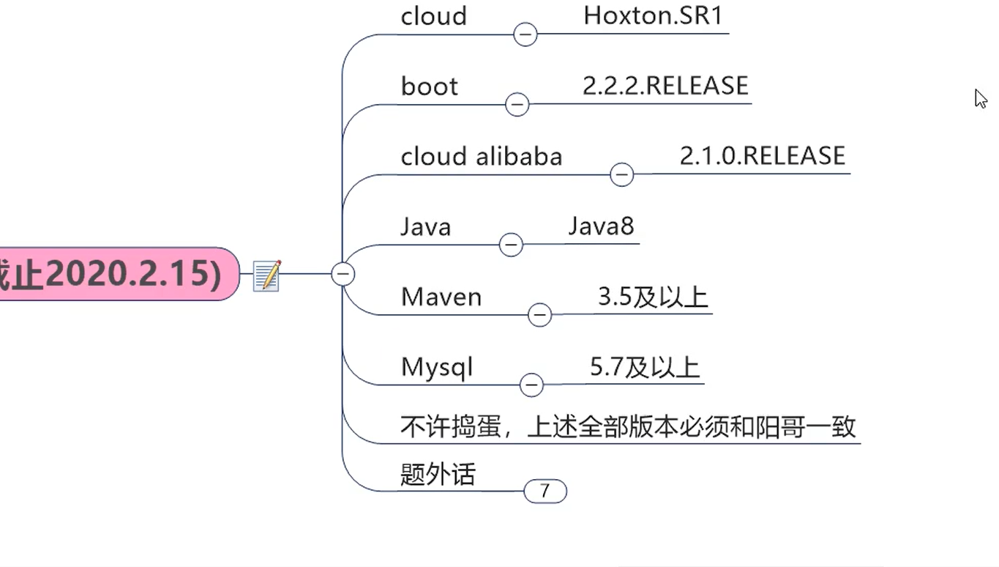 cloud
Hoxton.SR1
boot
2.2.2.RELEASE
cloud alibaba
2.1.0.RELEASE
Java
Java8
止2020.2.15)
Maven
3.5及以上
Mysql
5.7及以上
不许捣蛋，上述全部版本必须和阳哥一致
题外话
7